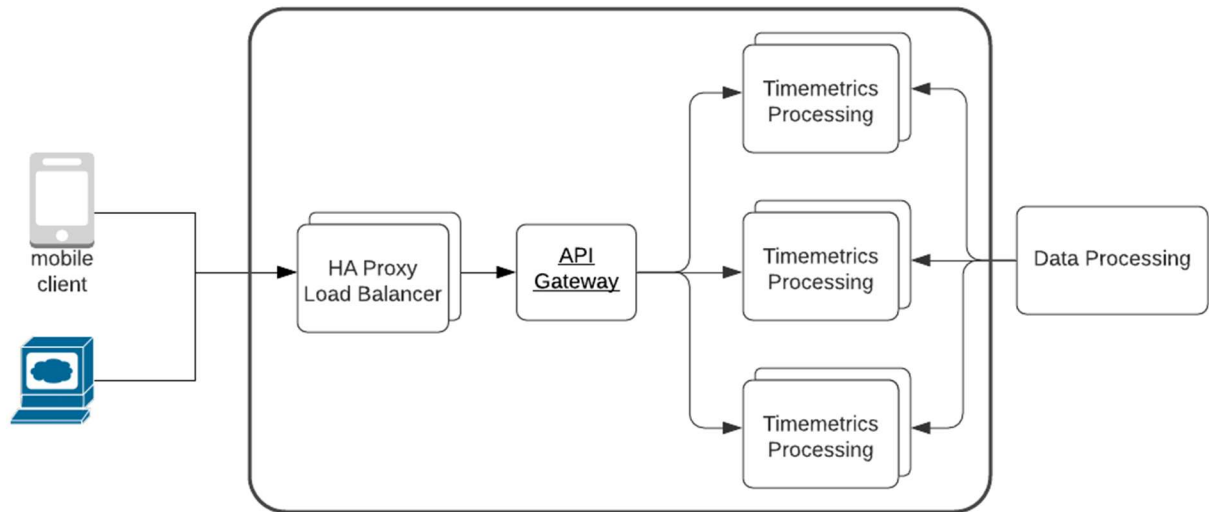 mobile
client
HA Proxy
Load Balancer
API
Gateway
Timemetrics
Processing
Timemetrics
Processing
Timemetrics
Processing
Data Processing